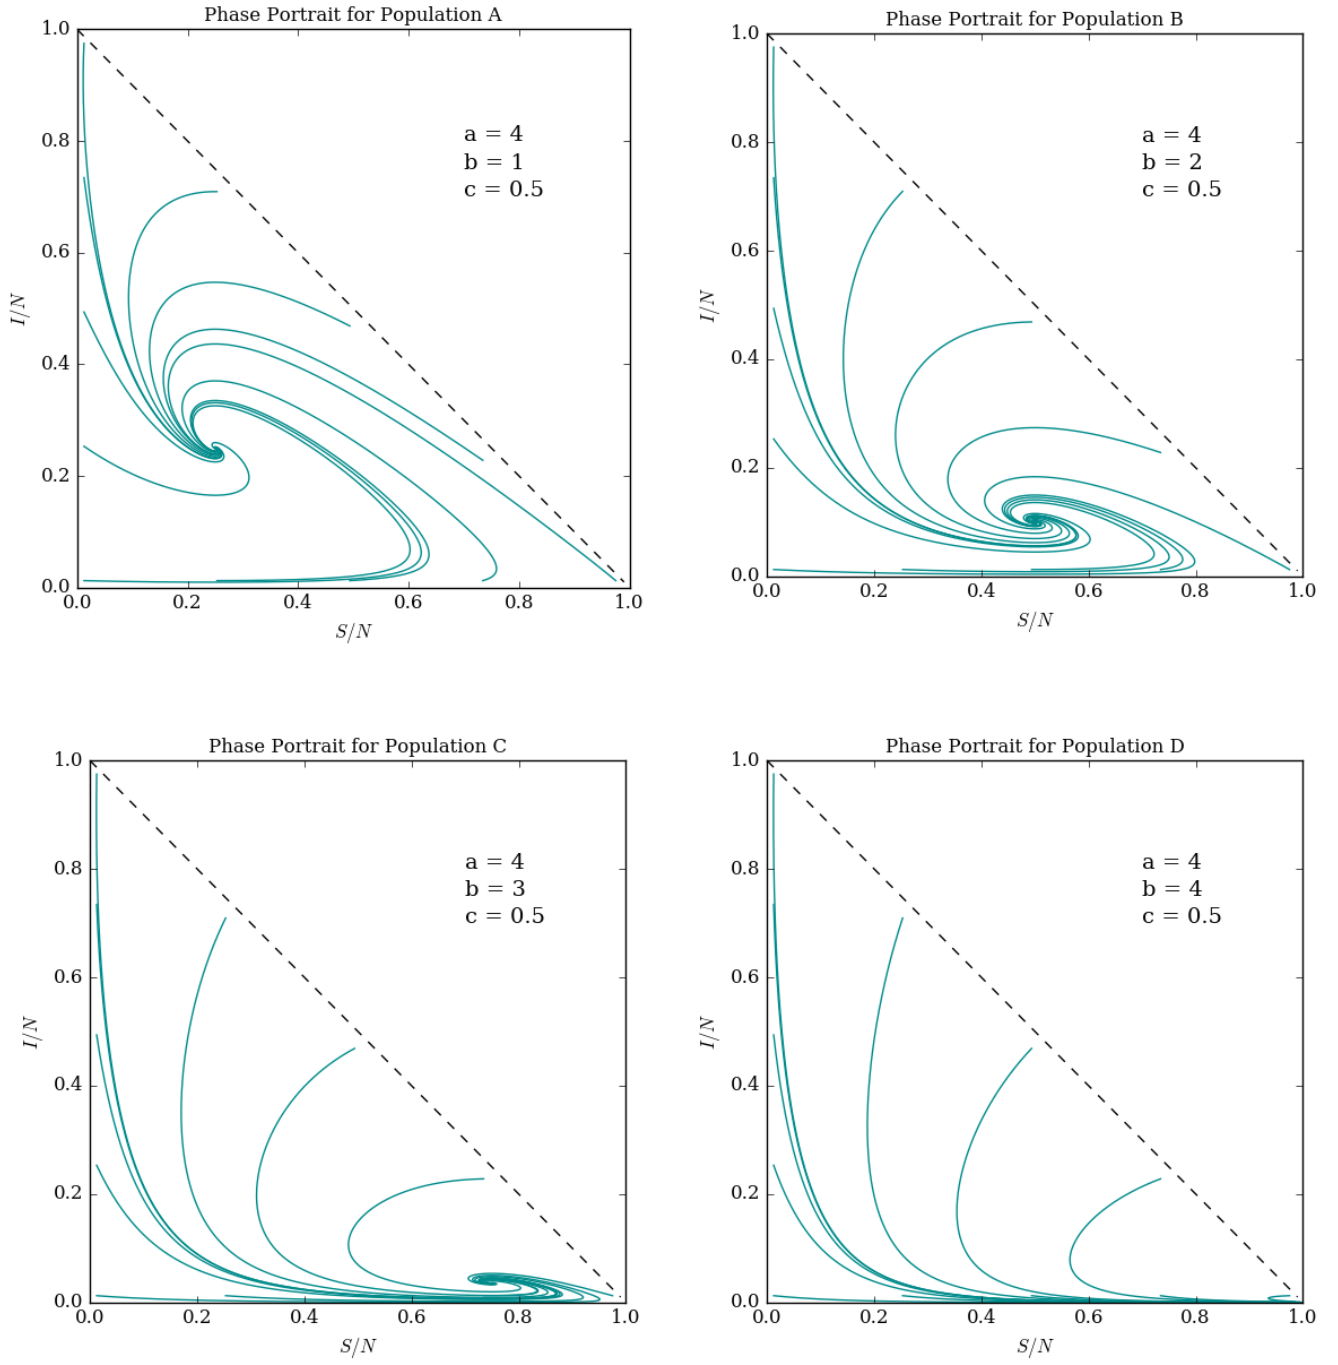 Phase Portrait for Population A
1.0
0.8
0.6
0.4
0.2
0.0
I/N
a = 4
b = 1
c = 0.5
0.0 0.2 0.4 0.6 0.8 1.0
S/N
Phase Portrait for Population B
1.0
0.8
0.6
0.4
0.2
0.0
I/N
a = 4
b = 2
c = 0.5
0.0 0.2 0.4 0.6 0.8 1.0
S/N
Phase Portrait for Population C
1.0
0.8
0.6
0.4
0.2
0.0
I/N
a = 4
b = 3
c = 0.5
0.0 0.2 0.4 0.6 0.8 1.0
S/N
Phase Portrait for Population D
1.0
0.8
0.6
0.4
0.2
0.0
I/N
a = 4
b = 4
c = 0.5
0.0 0.2 0.4 0.6 0.8 1.0
S/N